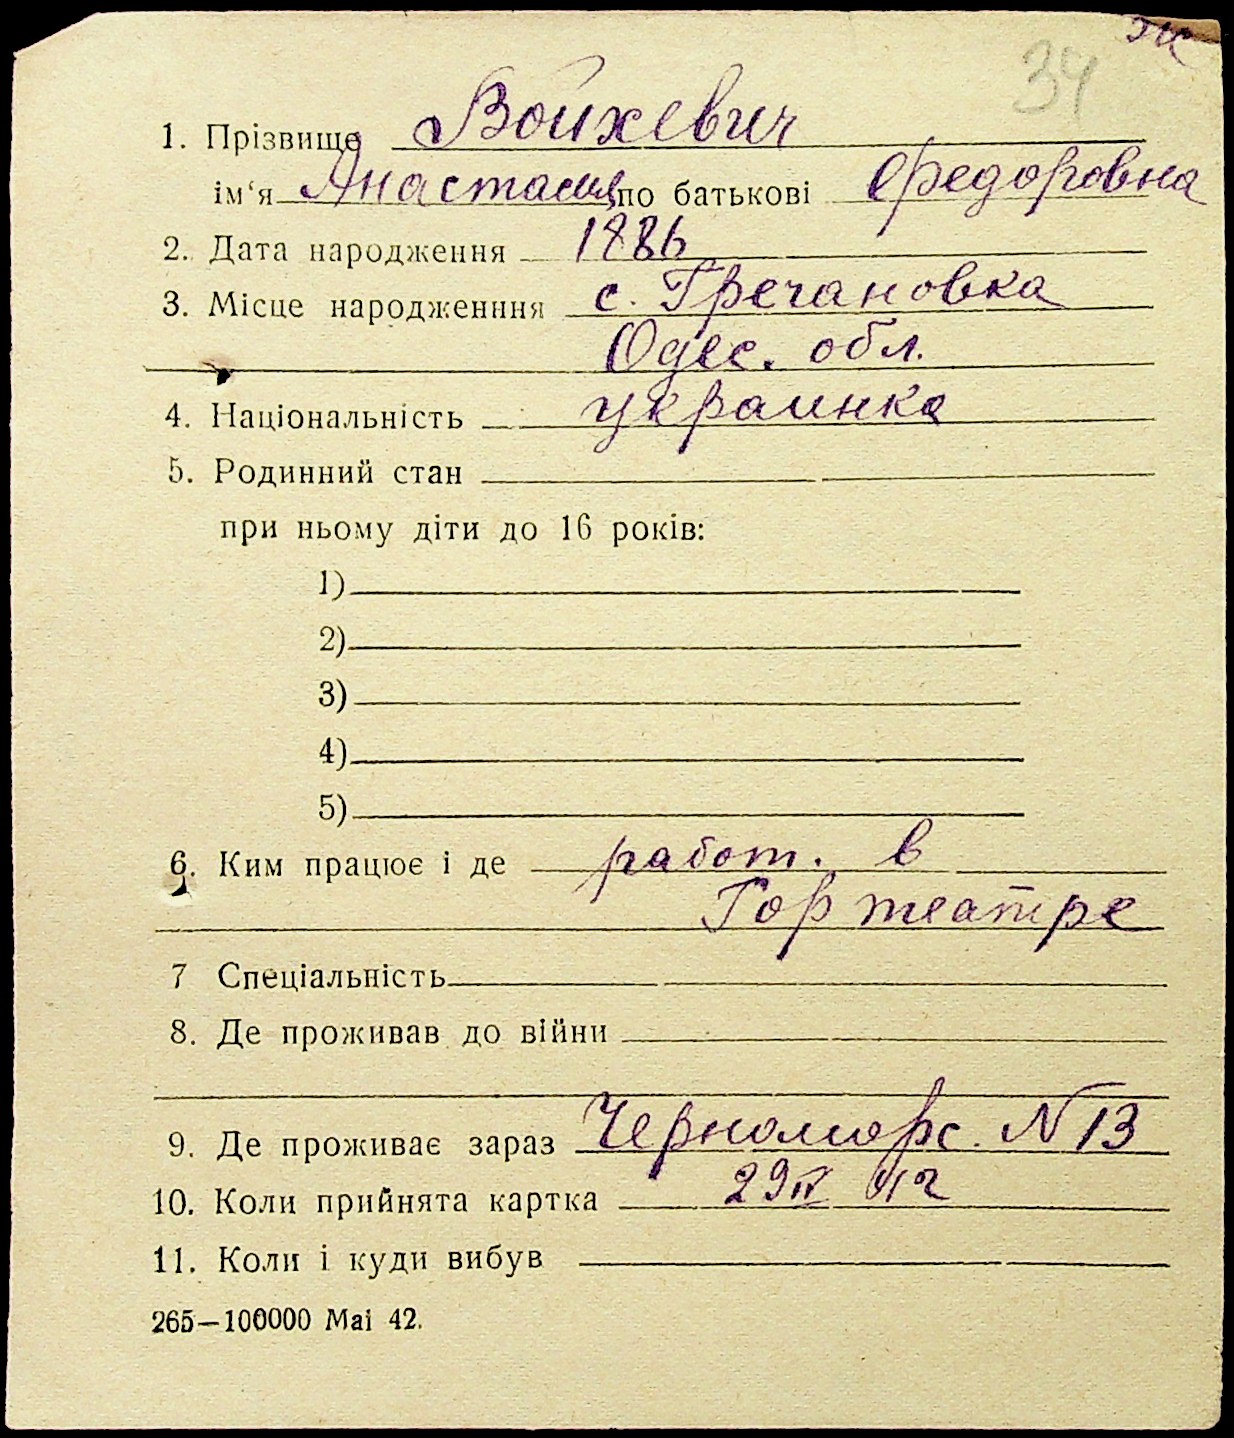 34
1. Прізвище Войхевич
ім‘я Анастасия по батькові Федоровна
2. Дата народження 1886
3. Місце народженння с. Гречановка
Одес. обл.
4. Національність украинка
5. Родинний стан
при ньому діти до 16 років:
1)
2)
3)
4)
5)
6. Ким працює і де работ. в
Гор театре
7 Спеціальність
8. Де проживав до війни
9. Де проживає зараз Черноморс. N 13
10. Коли прийнята картка 29 IV
11. Коли і куди вибув
265—100000 Mai 42.